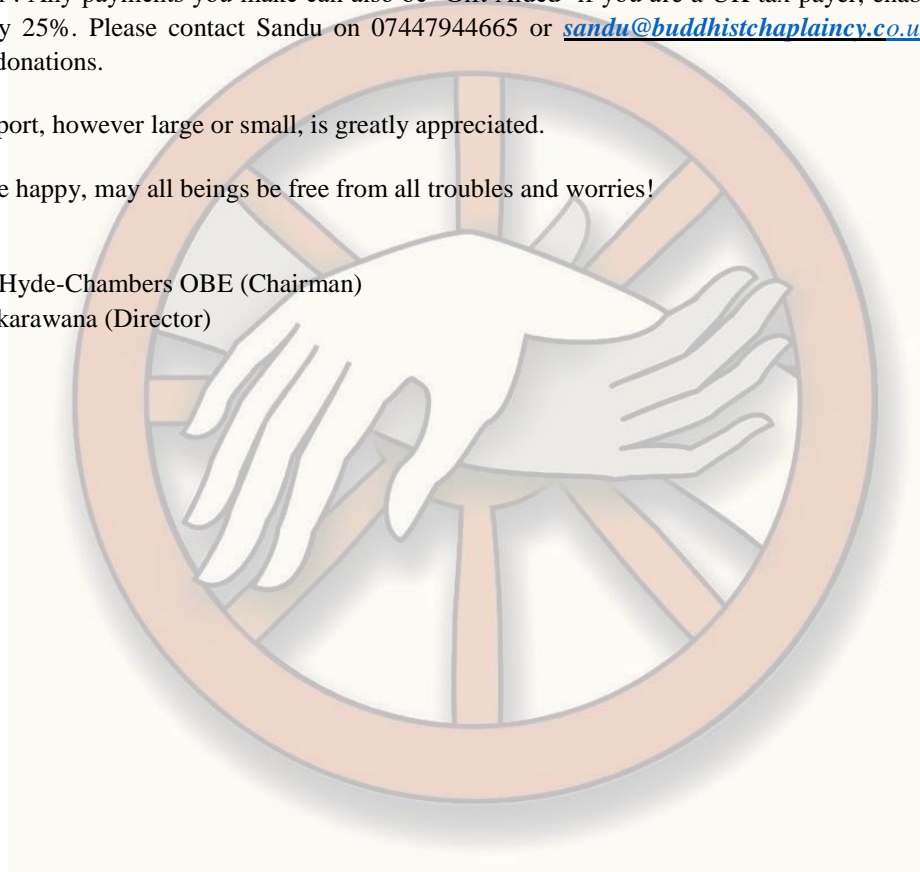 Any payments you make can also be ‘Gift Aided’ if you are a UK tax payer, enab
y 25%. Please contact Sandu on 07447944665 or sandu@buddhistchaplaincy.co.u
donations.
port, however large or small, is greatly appreciated.
e happy, may all beings be free from all troubles and worries!
Hyde-Chambers OBE (Chairman)
karawana (Director)